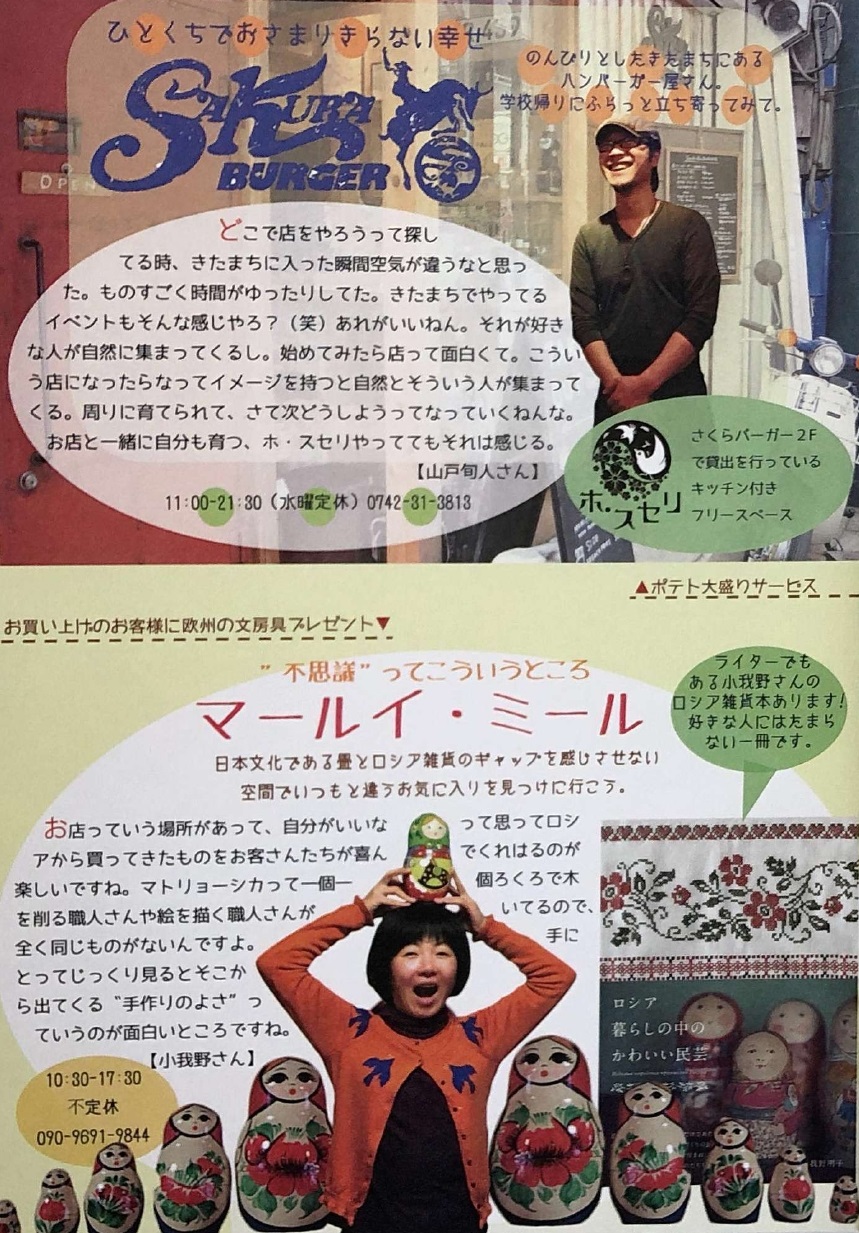 ひとくちでおさまりきらない幸せ
SAKURA
BURGER
のんびりとしたきたまちにある
ハンバーガー屋さん。
学校帰りにふらっと立ち寄ってみて。
OPEN
どこで店をやろうって探し
てる時、きたまちに入った瞬間空気が違うなと思っ
た。ものすごく時間がゆったりしてた。きたまちでやってる
イベントもそんな感じやろ?(笑)あれがいいねん。それが好き
な人が自然に集まってくるし。始めてみたら店って面白くて。こうい
う店になったらなってイメージを持つと自然とそういう人が集まって
くる。周りに育てられて、さて次どうしようってなっていくねんな。
お店と一緒に自分も育つ、ホ・スセリやっててもそれは感じる。
【山戸旬人さん】
11:00-21:30(水曜定休)0742-31-3813
ホ・スセリ
さくらバーガー2F
で貸出を行っている
キッチン付き
フリースペース
▲ポテト大盛りサービス
お買い上げのお客様に欧州の文房具プレゼント▼
"不思議"ってこういうところ
マールイ・ミール
日本文化である畳とロシア雑貨のギャップを感じさせない
空間でいつもと違うお気に入りを見つけに行こう。
ライターでも
ある小我野さんの
ロシア雑貨本あります!
好きな人にはたまら
ない一冊です。
お店っていう場所があって、自分がいいな って思ってロシ
アから買ってきたものをお客さんたちが喜ん でくれはるのが
楽しいですね。マトリョーシカって一個一 個ろくろで木
を削る職人さんや絵を描く職人さんが いてるので、
全く同じものがないんですよ。 手に
とってじっくり見るとそこか
ら出てくる"手作りのよさ"っ
ていうのが面白いところですね。
【小我野さん】
10:30-17:30
不定休
090-9691-9844
ロシア
暮らしの中の
かわいい民芸